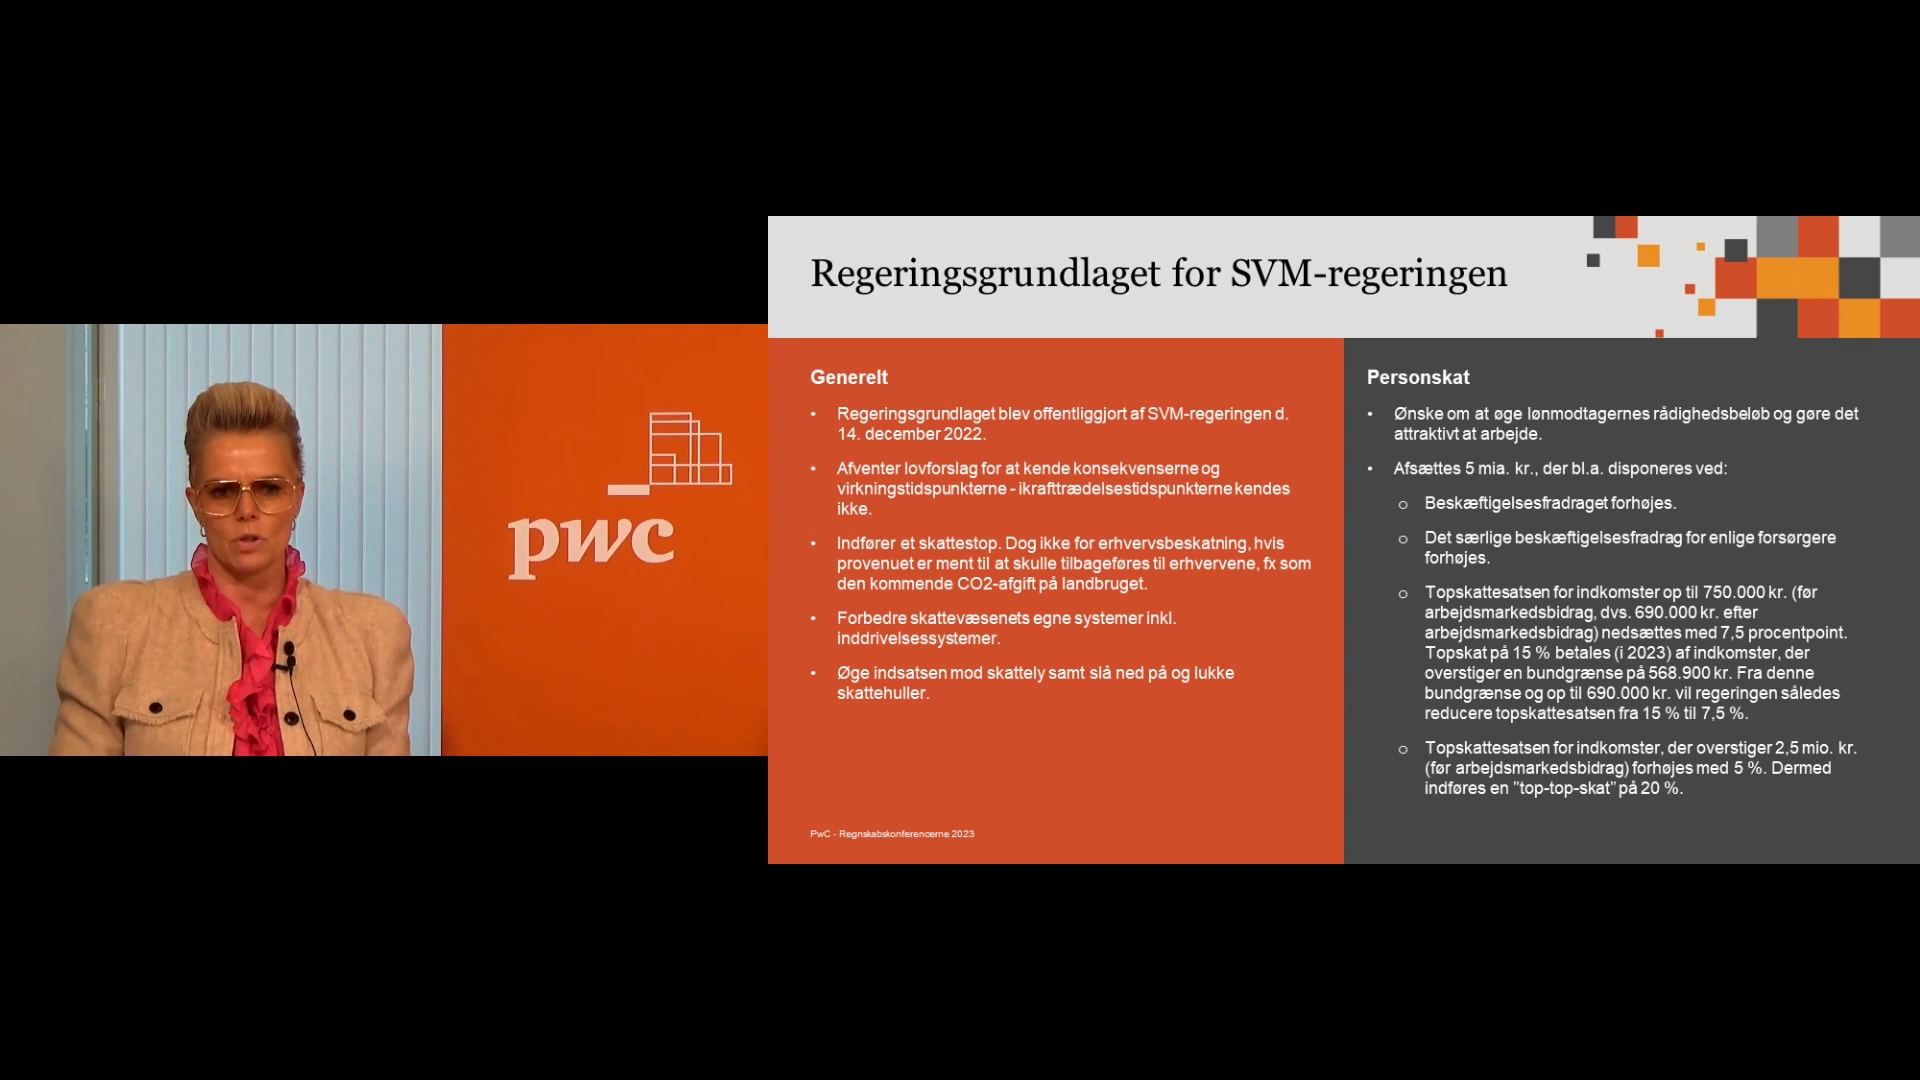 pwc
Regeringsgrundlaget for SVM-regeringen
Generelt
• Regeringsgrundlaget blev offentliggjort af SVM-regeringen d.
14. december 2022.
• Afventer lovforslag for at kende konsekvenserne og
virkningstidspunkterne - ikrafttrædelsestidspunkterne kendes
ikke.
• Indfører et skattestop. Dog ikke for erhvervsbeskatning, hvis
provenuet er ment til at skulle tilbageføres til erhvervene, fx som
den kommende CO2-afgift på landbruget.
• Forbedre skattevæsenets egne systemer inkl.
inddrivelsessystemer.
• Øge indsatsen mod skattely samt slå ned på og lukke
skattehuller.
PwC - Regnskabskonferencerne 2023
Personskat
• Ønske om at øge lønmodtagernes rådighedsbeløb og gøre det
attraktivt at arbejde.
• Afsættes 5 mia. kr., der bl.a. disponeres ved:
o Beskæftigelsesfradraget forhøjes.
o Det særlige beskæftigelsesfradrag for enlige forsørgere
forhøjes.
o Topskattesatsen for indkomster op til 750.000 kr. (før
arbejdsmarkedsbidrag, dvs. 690.000 kr. efter
arbejdsmarkedsbidrag) nedsættes med 7,5 procentpoint.
Topskat på 15 % betales (i 2023) af indkomster, der
overstiger en bundgrænse på 568.900 kr. Fra denne
bundgrænse og op til 690.000 kr. vil regeringen således
reducere topskattesatsen fra 15 % til 7,5 %.
o Topskattesatsen for indkomster, der overstiger 2,5 mio. kr.
(før arbejdsmarkedsbidrag) forhøjes med 5 %. Dermed
indføres en "top-top-skat" på 20 %.